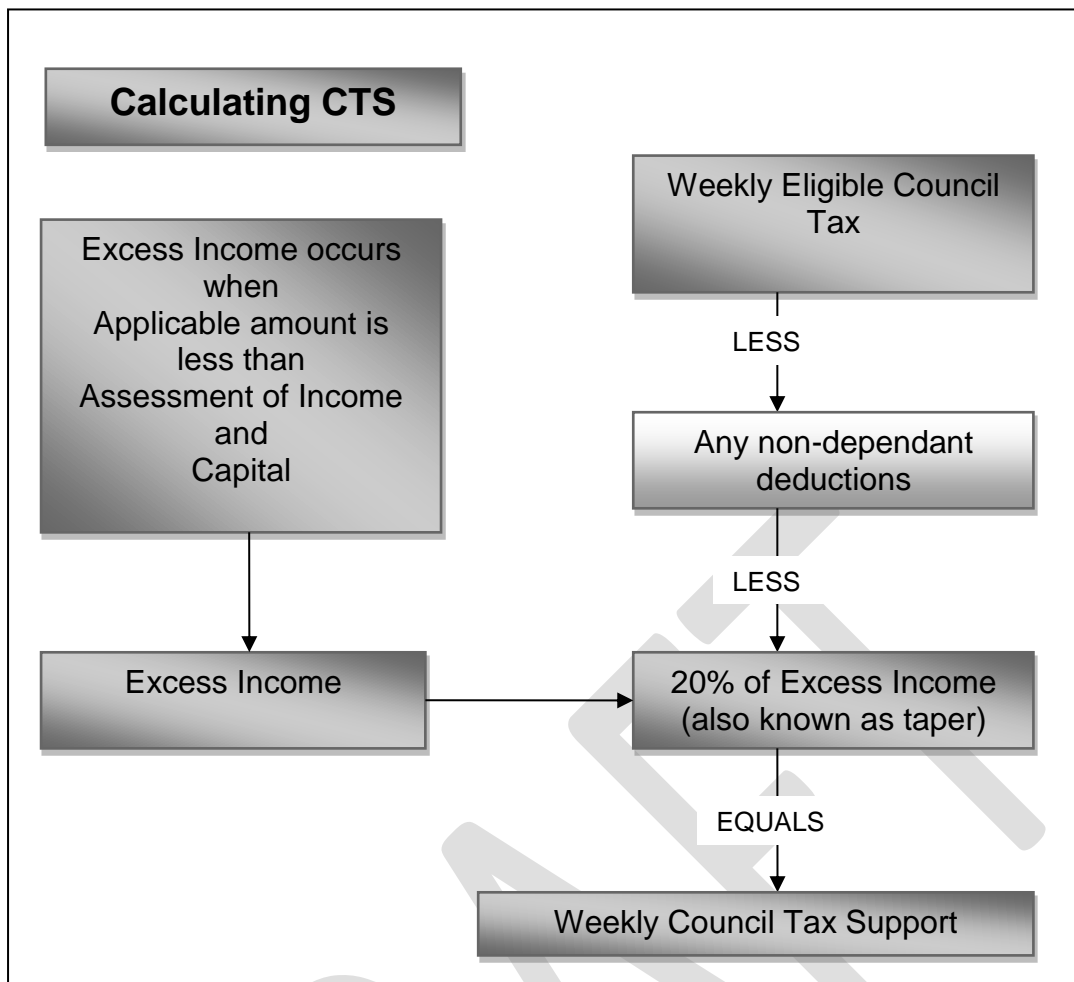 Calculating CTS
Excess Income occurs
when
Applicable amount is
less than
Assessment of Income
and
Capital
Excess Income
Weekly Eligible Council
Tax
LESS
Any non-dependant
deductions
LESS
20% of Excess Income
(also known as taper)
EQUALS
Weekly Council Tax Support
DRAFT